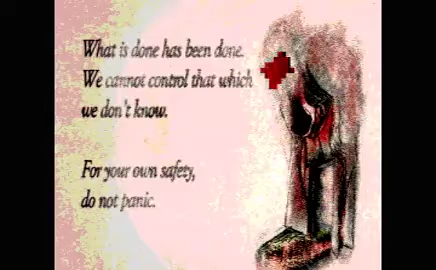 What is done has been done.
We cannot control that which
we don't know.
For your own safety,
do not panic.